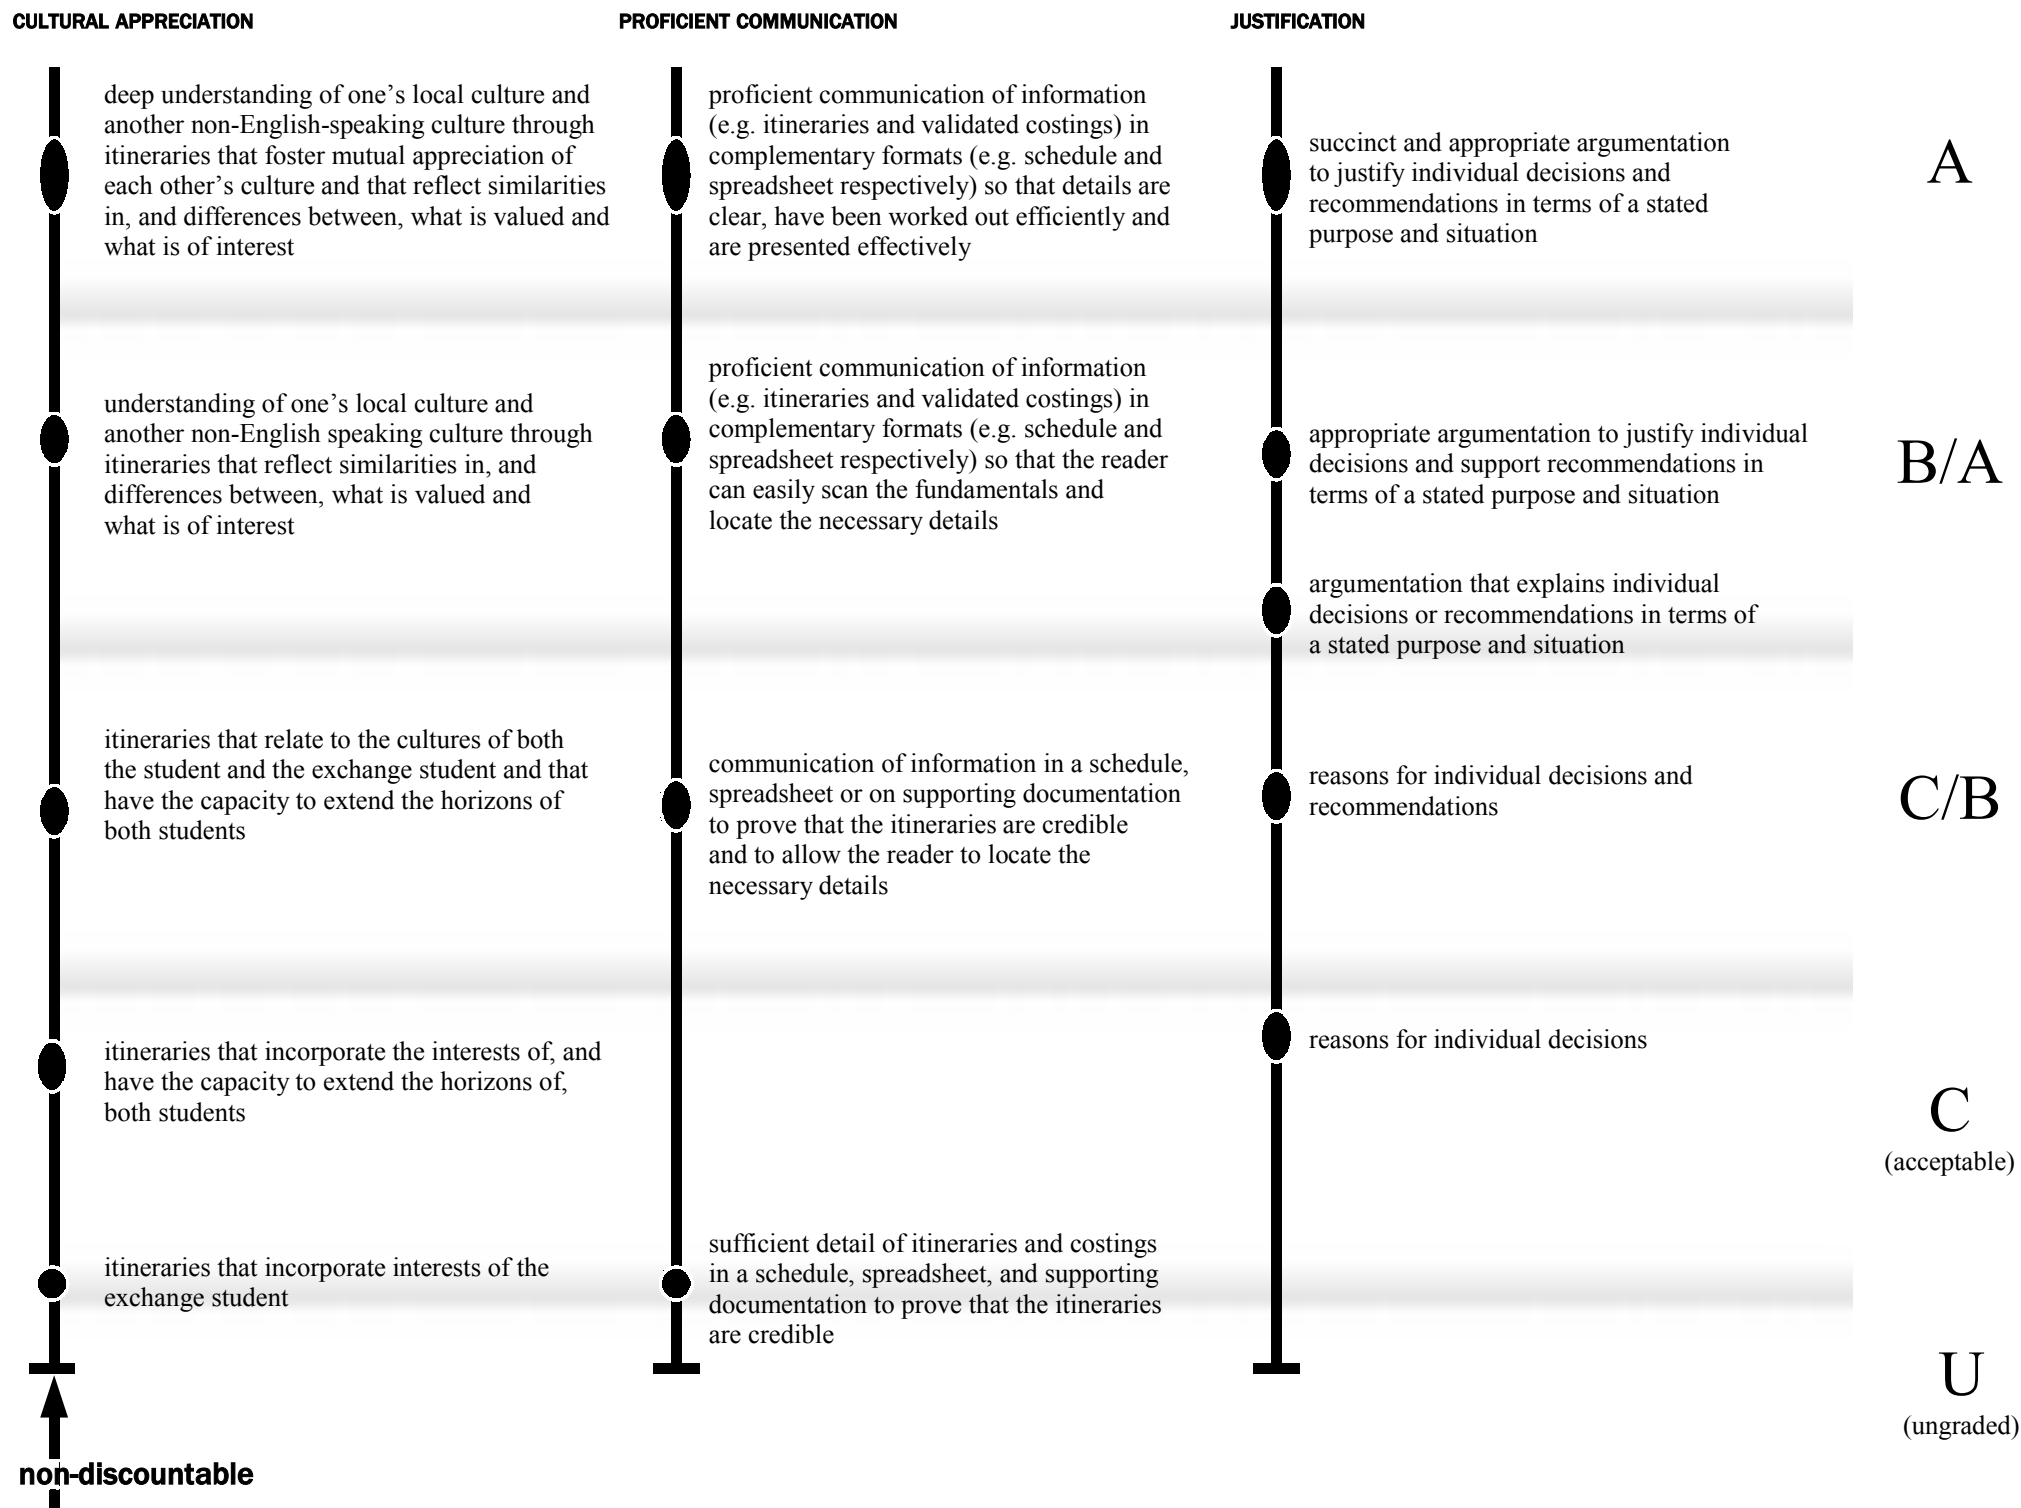 CULTURAL APPRECIATION
deep understanding of one's local culture and
another non-English-speaking culture through
itineraries that foster mutual appreciation of
each other's culture and that reflect similarities
in, and differences between, what is valued and
what is of interest
understanding of one's local culture and
another non-English speaking culture through
itineraries that reflect similarities in, and
differences between, what is valued and
what is of interest
itineraries that relate to the cultures of both
the student and the exchange student and that
have the capacity to extend the horizons of
both students
itineraries that incorporate the interests of, and
have the capacity to extend the horizons of,
both students
itineraries that incorporate interests of the
exchange student
non-discountable
PROFICIENT COMMUNICATION
proficient communication of information
(e.g. itineraries and validated costings) in
complementary formats (e.g. schedule and
spreadsheet respectively) so that details are
clear, have been worked out efficiently and
are presented effectively
proficient communication of information
(e.g. itineraries and validated costings) in
complementary formats (e.g. schedule and
spreadsheet respectively) so that the reader
can easily scan the fundamentals and
locate the necessary details
communication of information in a schedule,
spreadsheet or on supporting documentation
to prove that the itineraries are credible
and to allow the reader to locate the
necessary details
sufficient detail of itineraries and costings
in a schedule, spreadsheet, and supporting
documentation to prove that the itineraries
are credible
JUSTIFICATION
succinct and appropriate argumentation
to justify individual decisions and
recommendations in terms of a stated
purpose and situation
appropriate argumentation to justify individual
decisions and support recommendations in
terms of a stated purpose and situation
argumentation that explains individual
decisions or recommendations in terms of
a stated purpose and situation
reasons for individual decisions and
recommendations
reasons for individual decisions
A
B/A
C/B
C
(acceptable)
U
(ungraded)